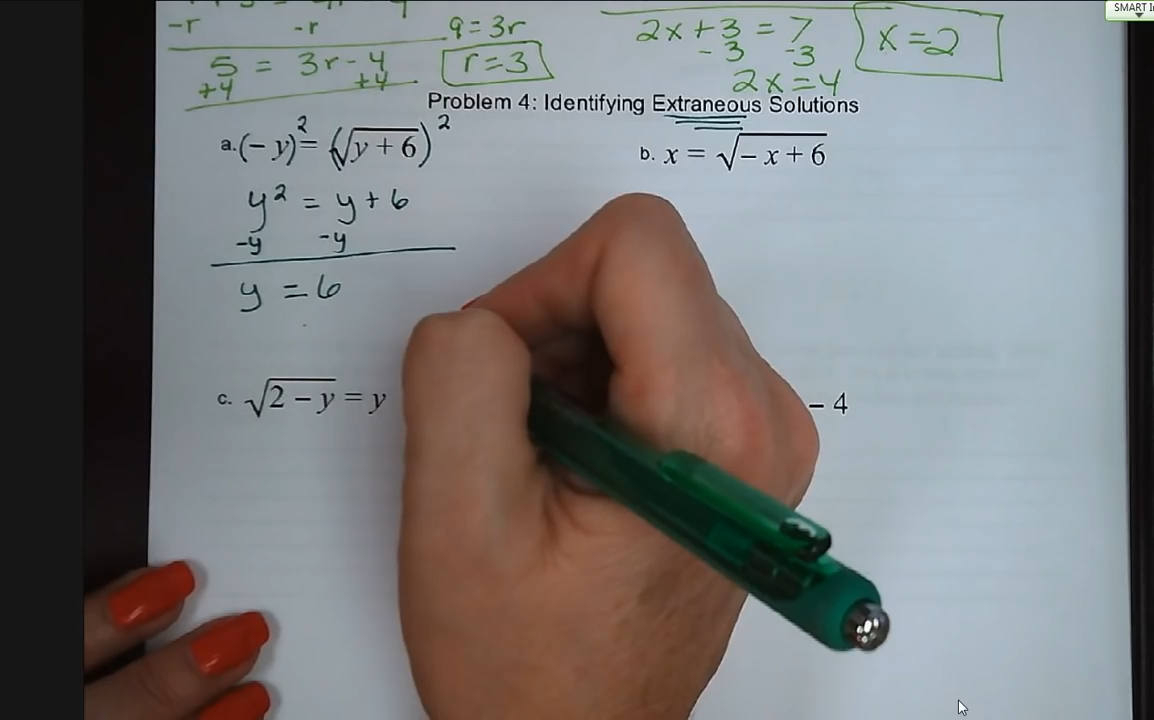 -r -r 9=3r
5 = 3r-4 r=3
+4 +4
2x+3 = 7 x=2
-3 -3
2x=4
SMART
Problem 4: Identifying Extraneous Solutions
a. (-y)² = (√y+6)²
y² = y+6
-y -y
y = 6
b. x = √-x+6
c. √2-y = y
- 4